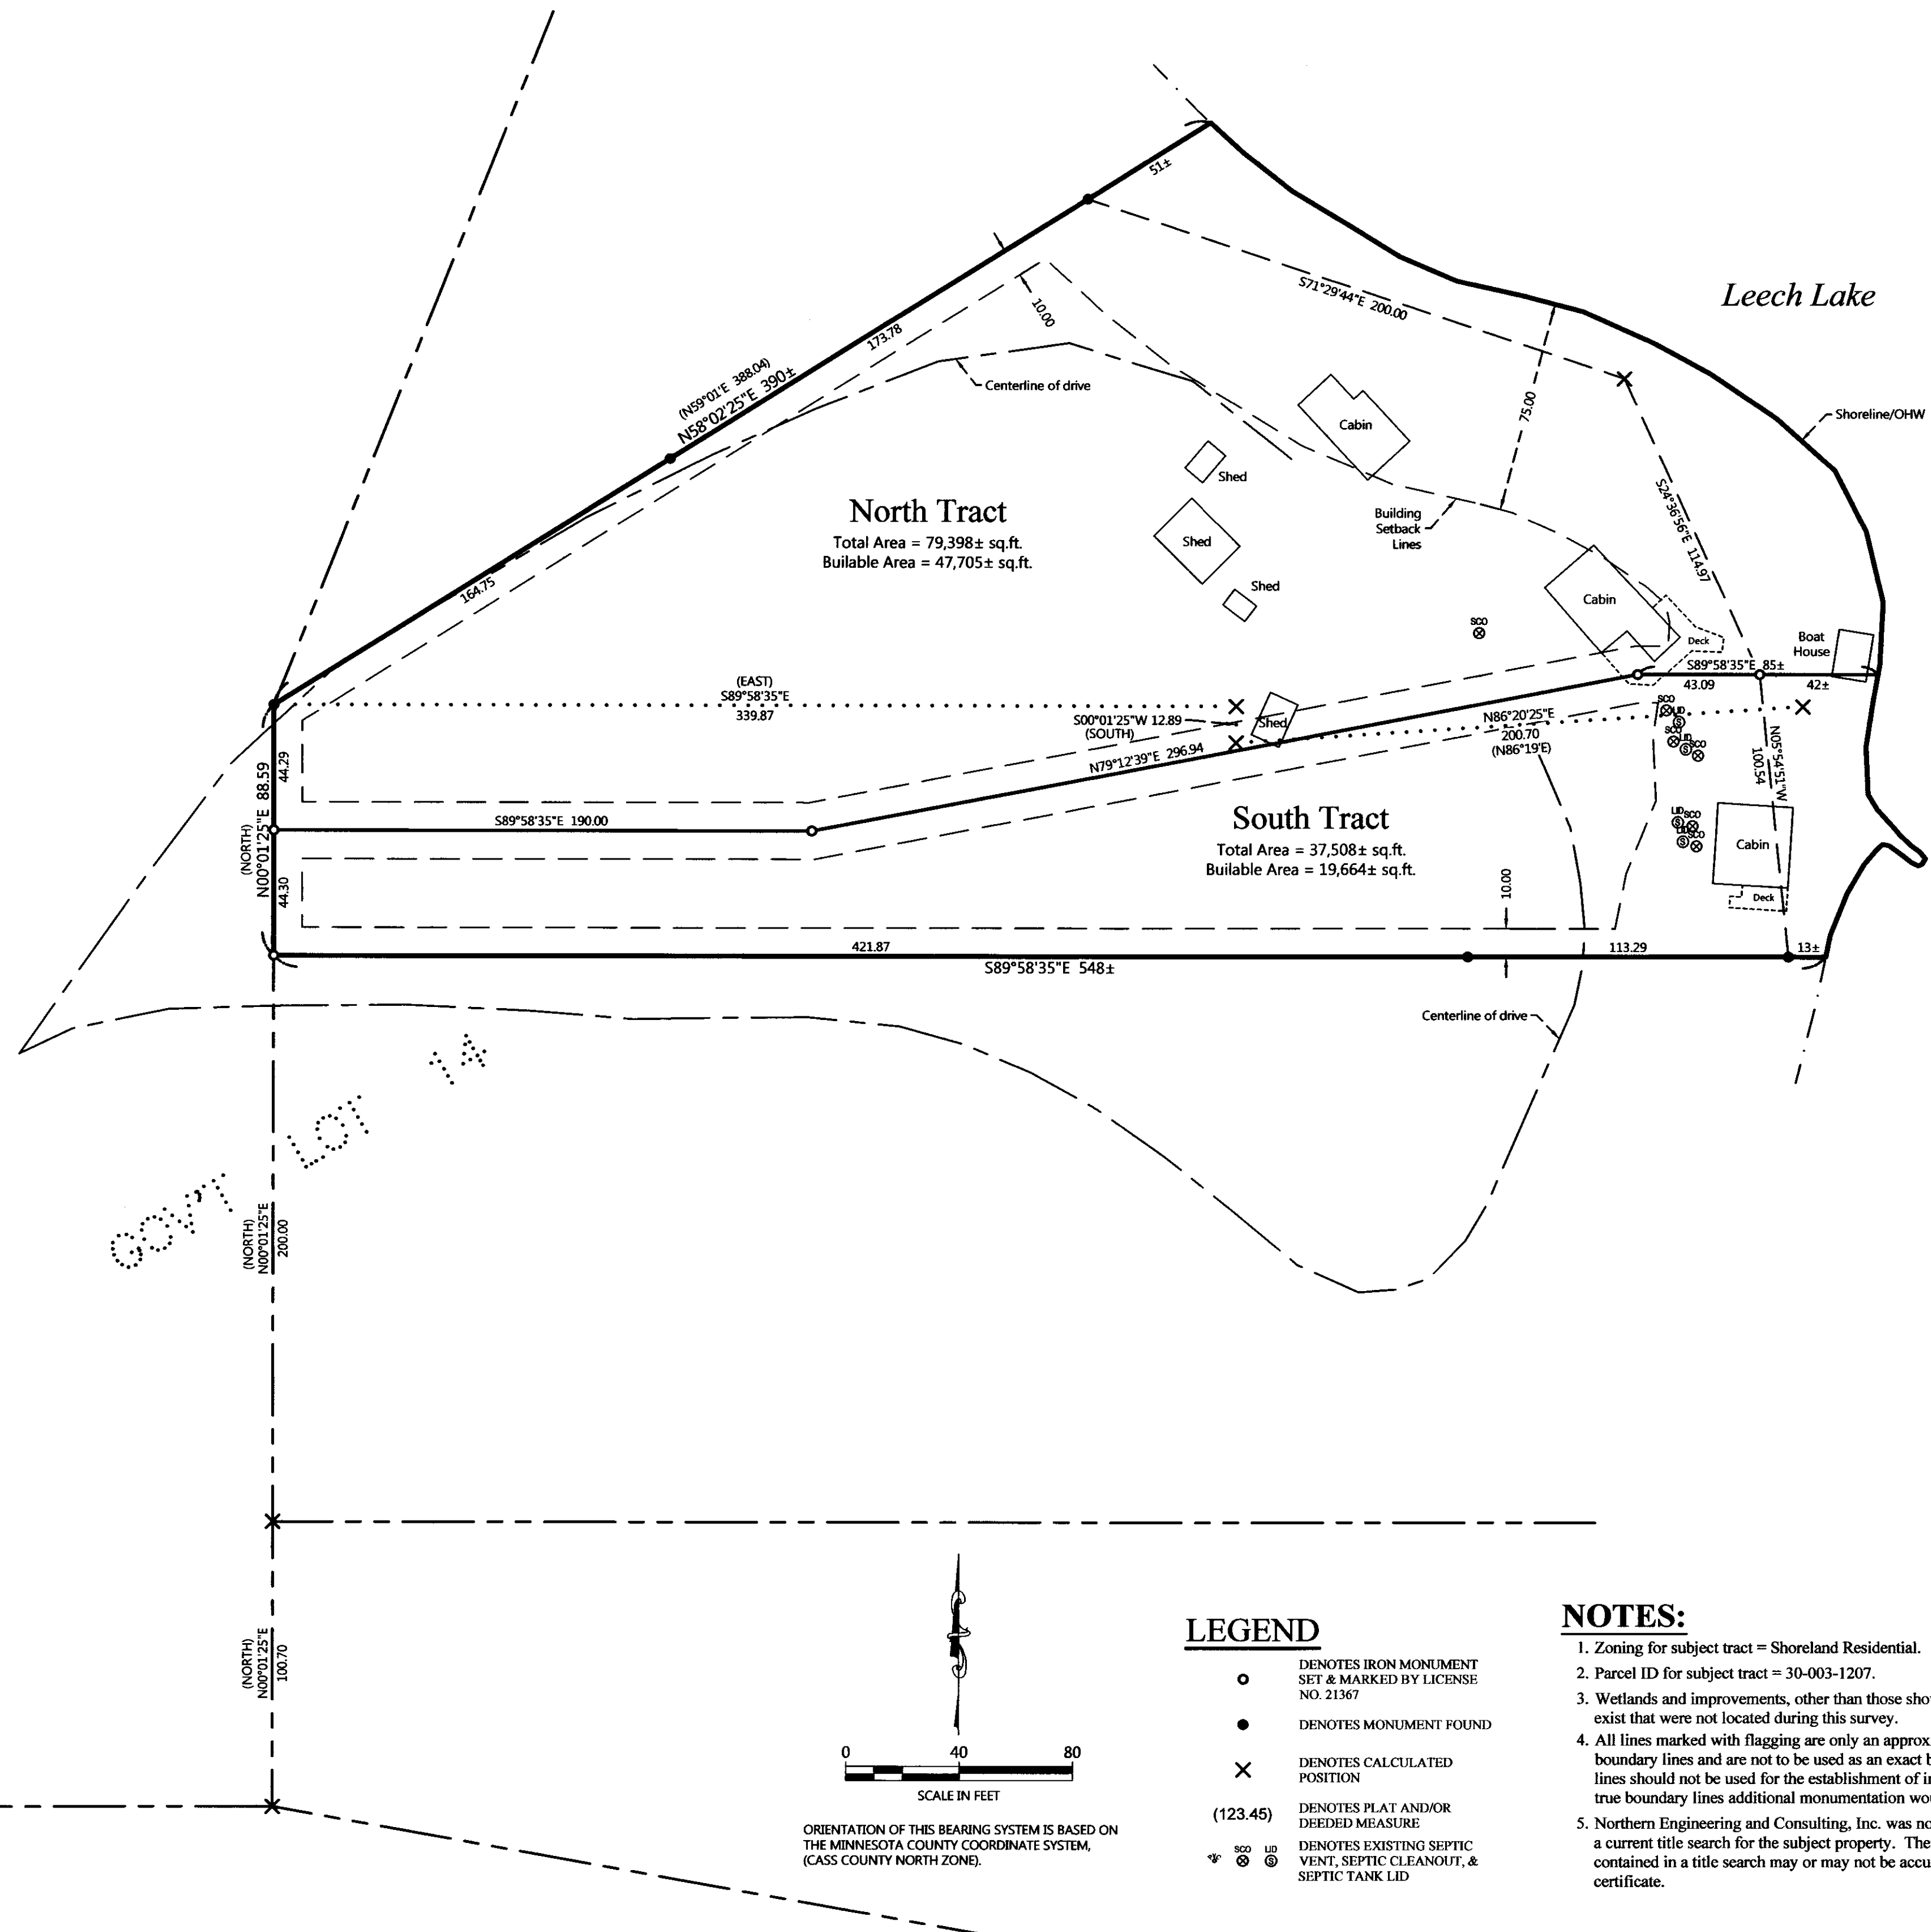 51±
Leech Lake
S71°29'44"E 200.00
10.00
173.78
(N59°01'E 388.04)
N58°02'25"E 390±
Centerline of drive
75.00
Shoreline/OHW
Cabin
Shed
North Tract
Total Area = 79,398± sq.ft.
Builable Area = 47,705± sq.ft.
Building
Setback
Lines
S24°36'56"E 114.97
Shed
164.75
Shed
Cabin
SCO
Deck
Boat
House
(EAST)
S89°58'35"E
339.87
S89°58'35"E 85±
43.09
42±
S00°01'25"W 12.89
(SOUTH)
Shed
N86°20'25"E
200.70
(N86°19'E)
N79°12'39"E 296.94
SCO
LID
S
SCO
LID
S
SCO
N05°54'51"W
100.54
44.29
(NORTH)
N00°01'25"E 88.59
44.30
S89°58'35"E 190.00
South Tract
Total Area = 37,508± sq.ft.
Builable Area = 19,664± sq.ft.
LID
S
SCO
LID
S
SCO
Cabin
Deck
10.00
421.87
S89°58'35"E 548±
113.29
13±
Centerline of drive
GOV'T LOT 14
(NORTH)
N00°01'25"E
200.00
(NORTH)
N00°01'25"E
100.70
0 40 80
SCALE IN FEET
ORIENTATION OF THIS BEARING SYSTEM IS BASED ON
THE MINNESOTA COUNTY COORDINATE SYSTEM,
(CASS COUNTY NORTH ZONE).
LEGEND
DENOTES IRON MONUMENT
SET & MARKED BY LICENSE
NO. 21367
DENOTES MONUMENT FOUND
DENOTES CALCULATED
POSITION
(123.45) DENOTES PLAT AND/OR
DEEDED MEASURE
SCO LID
S
DENOTES EXISTING SEPTIC
VENT, SEPTIC CLEANOUT, &
SEPTIC TANK LID
NOTES:
1. Zoning for subject tract = Shoreland Residential.
2. Parcel ID for subject tract = 30-003-1207.
3. Wetlands and improvements, other than those sho
exist that were not located during this survey.
4. All lines marked with flagging are only an approx
boundary lines and are not to be used as an exact b
lines should not be used for the establishment of i
true boundary lines additional monumentation wo
5. Northern Engineering and Consulting, Inc. was no
a current title search for the subject property. The
contained in a title search may or may not be accu
certificate.